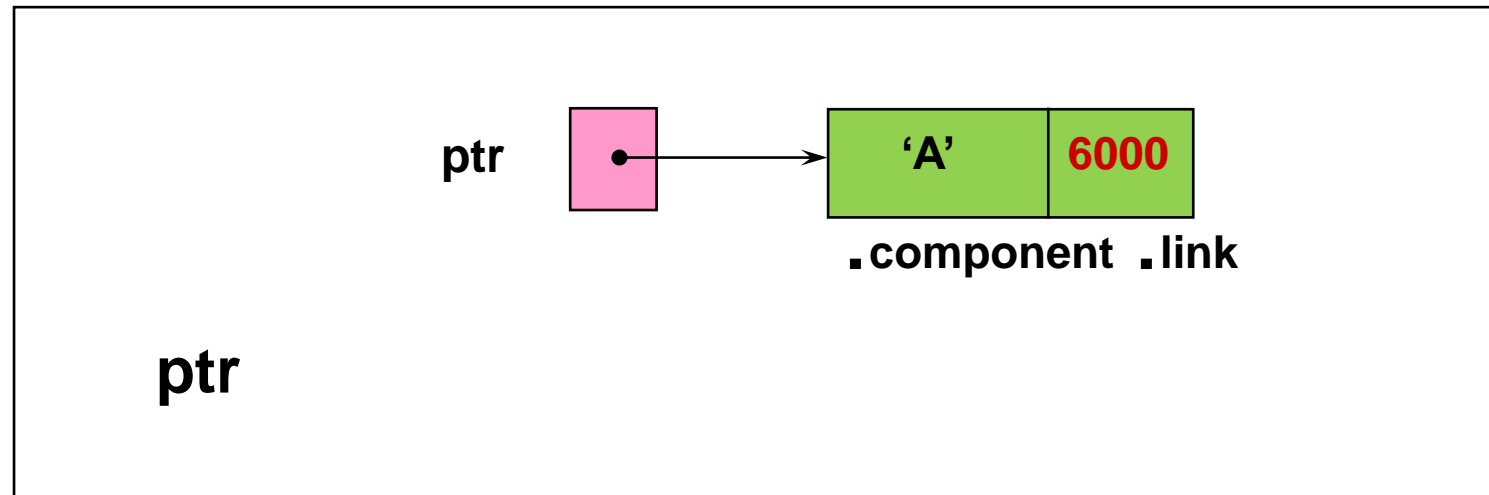 ptr ‘A’ 6000
.component .link
ptr